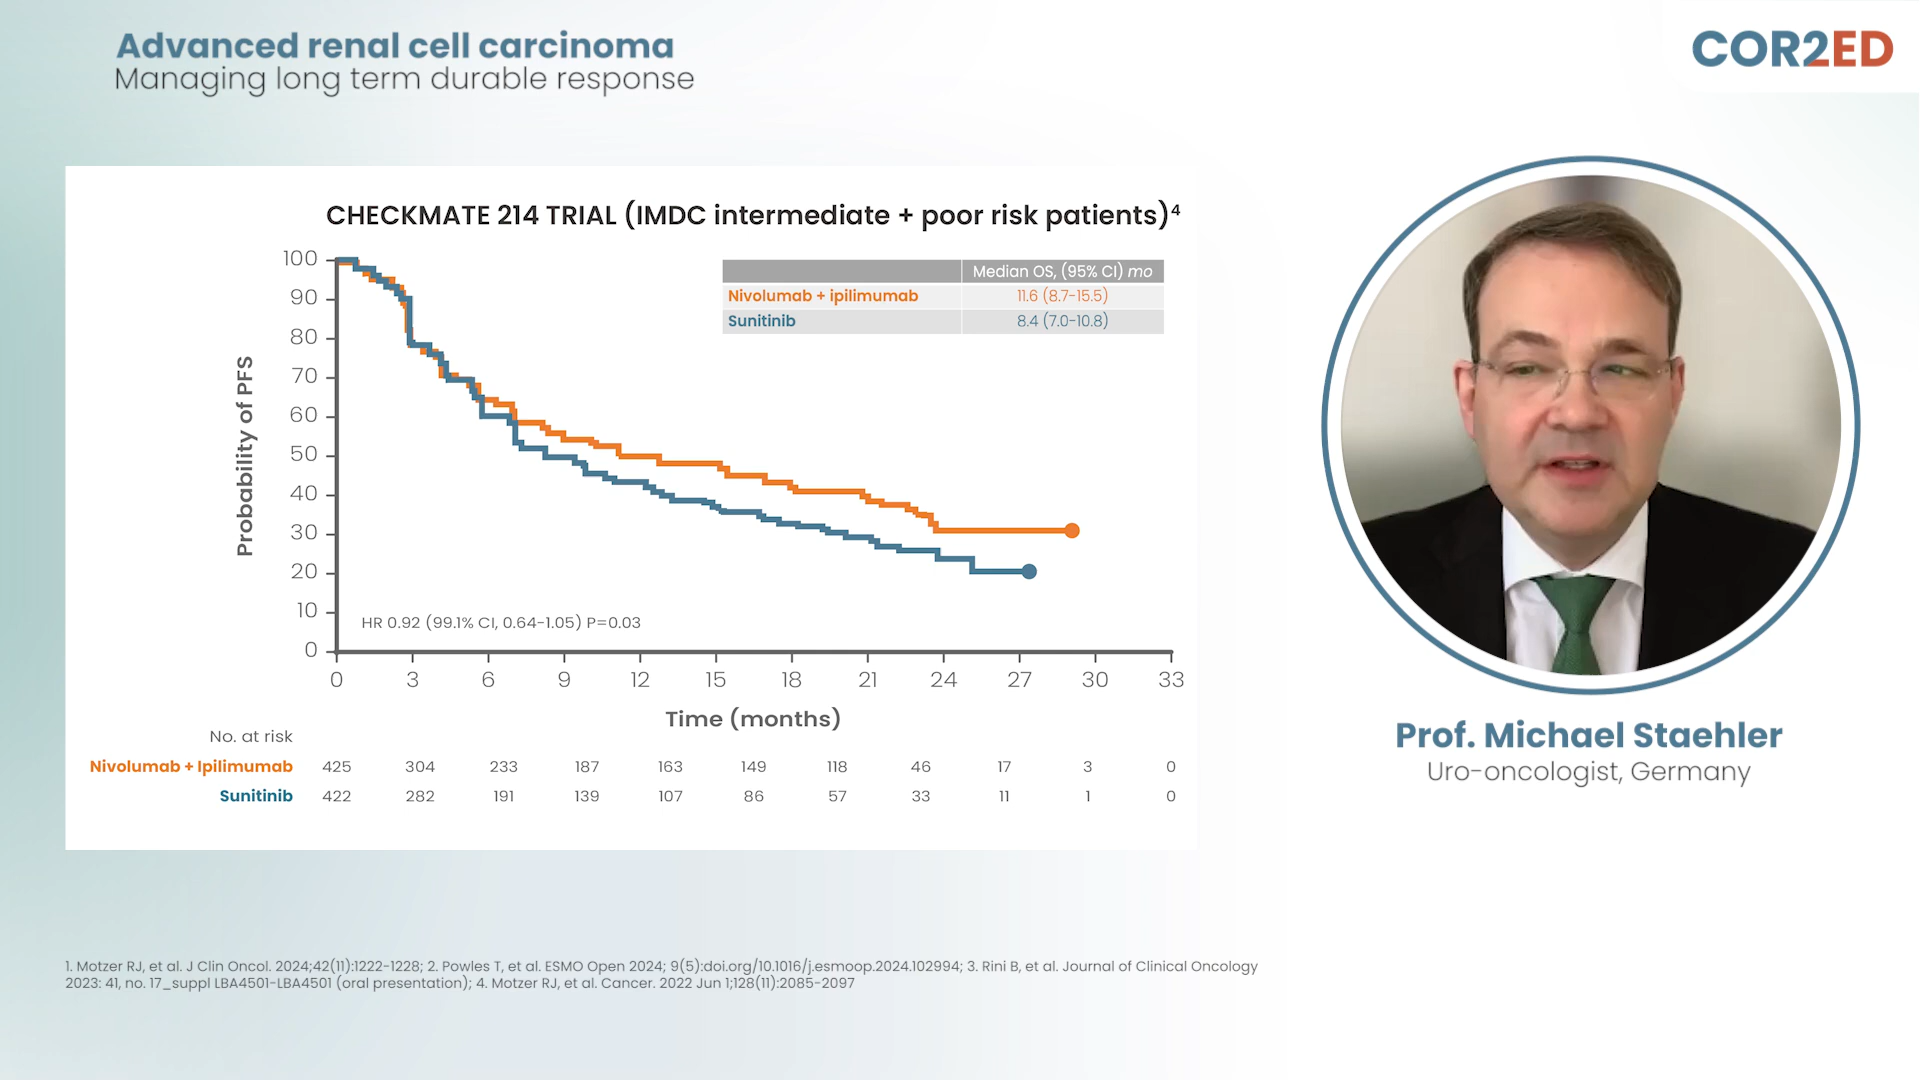 Advanced renal cell carcinoma
Managing long term durable response
COR2ED
CHECKMATE 214 TRIAL (IMDC intermediate + poor risk patients)4
Median OS, (95% CI) mo
Nivolumab + ipilimumab 11.6 (8.7-15.5)
Sunitinib 8.4 (7.0-10.8)
Probability of PFS
100
90
80
70
60
50
40
30
20
10
0
HR 0.92 (99.1% CI, 0.64-1.05) P=0.03
0 3 6 9 12 15 18 21 24 27 30 33
Time (months)
No. at risk
Nivolumab + Ipilimumab 425 304 233 187 163 149 118 46 17 3 0
Sunitinib 422 282 191 139 107 86 57 33 11 1 0
Prof. Michael Staehler
Uro-oncologist, Germany
1. Motzer RJ, et al. J Clin Oncol. 2024;42(11):1222-1228; 2. Powles T, et al. ESMO Open 2024; 9(5):doi.org/10.1016/j.esmoop.2024.102994; 3. Rini B, et al. Journal of Clinical Oncology
2023: 41, no. 17_suppl LBA4501-LBA4501 (oral presentation); 4. Motzer RJ, et al. Cancer. 2022 Jun 1;128(11):2085-2097